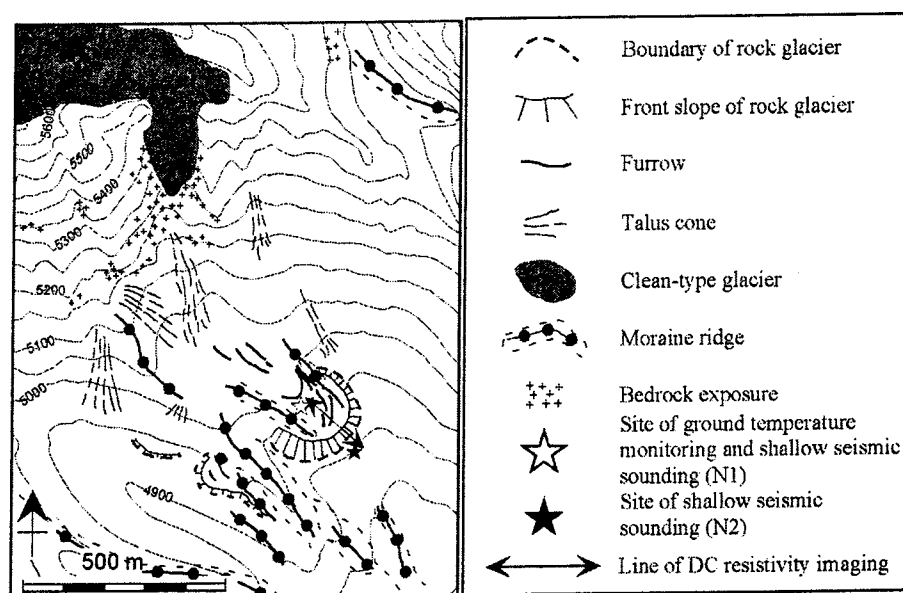 5600
5500
5400
5300
5200
5100
5000
4900
500 m
Boundary of rock glacier
Front slope of rock glacier
Furrow
Talus cone
Clean-type glacier
Moraine ridge
Bedrock exposure
Site of ground temperature
monitoring and shallow seismic
sounding (N1)
Site of shallow seismic
sounding (N2)
Line of DC resistivity imaging